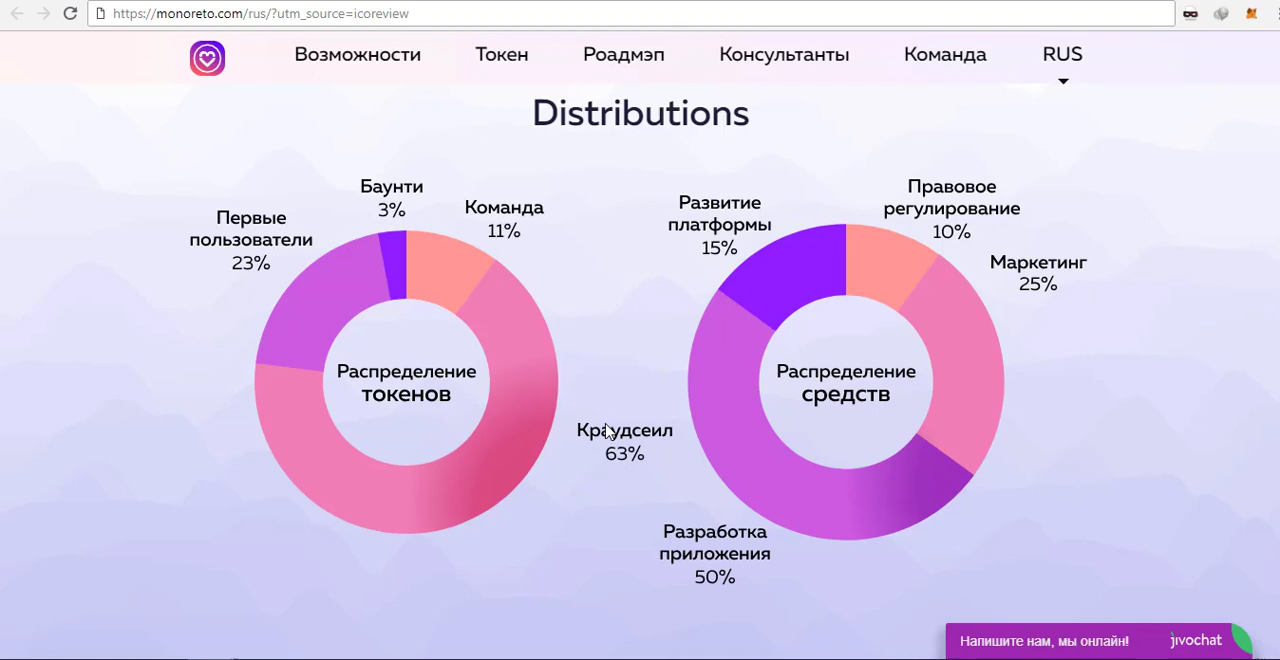 https://monoreto.com/rus/?utm_source=icoreview
Возможности Токен Роадмэп Консультанты Команда RUS
Distributions
Баунти
3%
Команда
11%
Первые
пользователи
23%
Распределение
токенов
Краудсеил
63%
Развитие
платформы
15%
Правовое
регулирование
10%
Маркетинг
25%
Распределение
средств
Разработка
приложения
50%
Напишите нам, мы онлайн! jivochat